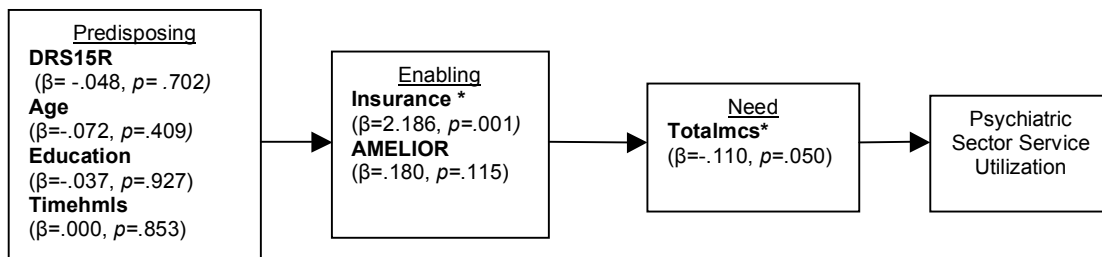 Predisposing
DRS15R
(β= -.048, p= .702)
Age
(β=-.072, p=.409)
Education
(β=-.037, p=.927)
Timehmls
(β=.000, p=.853)
Enabling
Insurance *
(β=2.186, p=.001)
AMELIOR
(β=.180, p=.115)
Need
Totalmcs*
(β=-.110, p=.050)
Psychiatric
Sector Service
Utilization